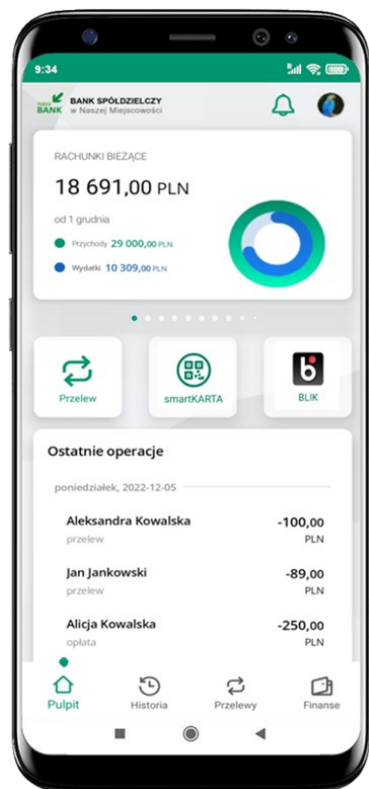 9:34
NASZ BANK
BANK SPÓŁDZIELCZY
w Naszej Miejscowości
RACHUNKI BIEŻĄCE
18 691,00 PLN
od 1 grudnia
Przychody 29 000,00 PLN
Wydatki 10 309,00 PLN
Przelew
smartKARTA
BLIK
Ostatnie operacje
poniedziałek, 2022-12-05
Aleksandra Kowalska -100,00
przelew PLN
Jan Jankowski -89,00
przelew PLN
Alicja Kowalska -250,00
opłata PLN
Pulpit Historia Przelewy Finanse